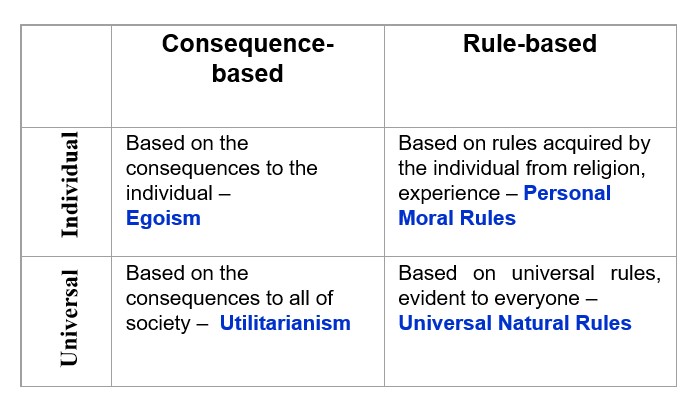 Consequence-
based
Rule-based
Individual
Based on the
consequences to the
individual –
Egoism
Based on rules acquired by
the individual from religion,
experience – Personal
Moral Rules
Universal
Based on the
consequences to all of
society – Utilitarianism
Based on universal rules,
evident to everyone –
Universal Natural Rules